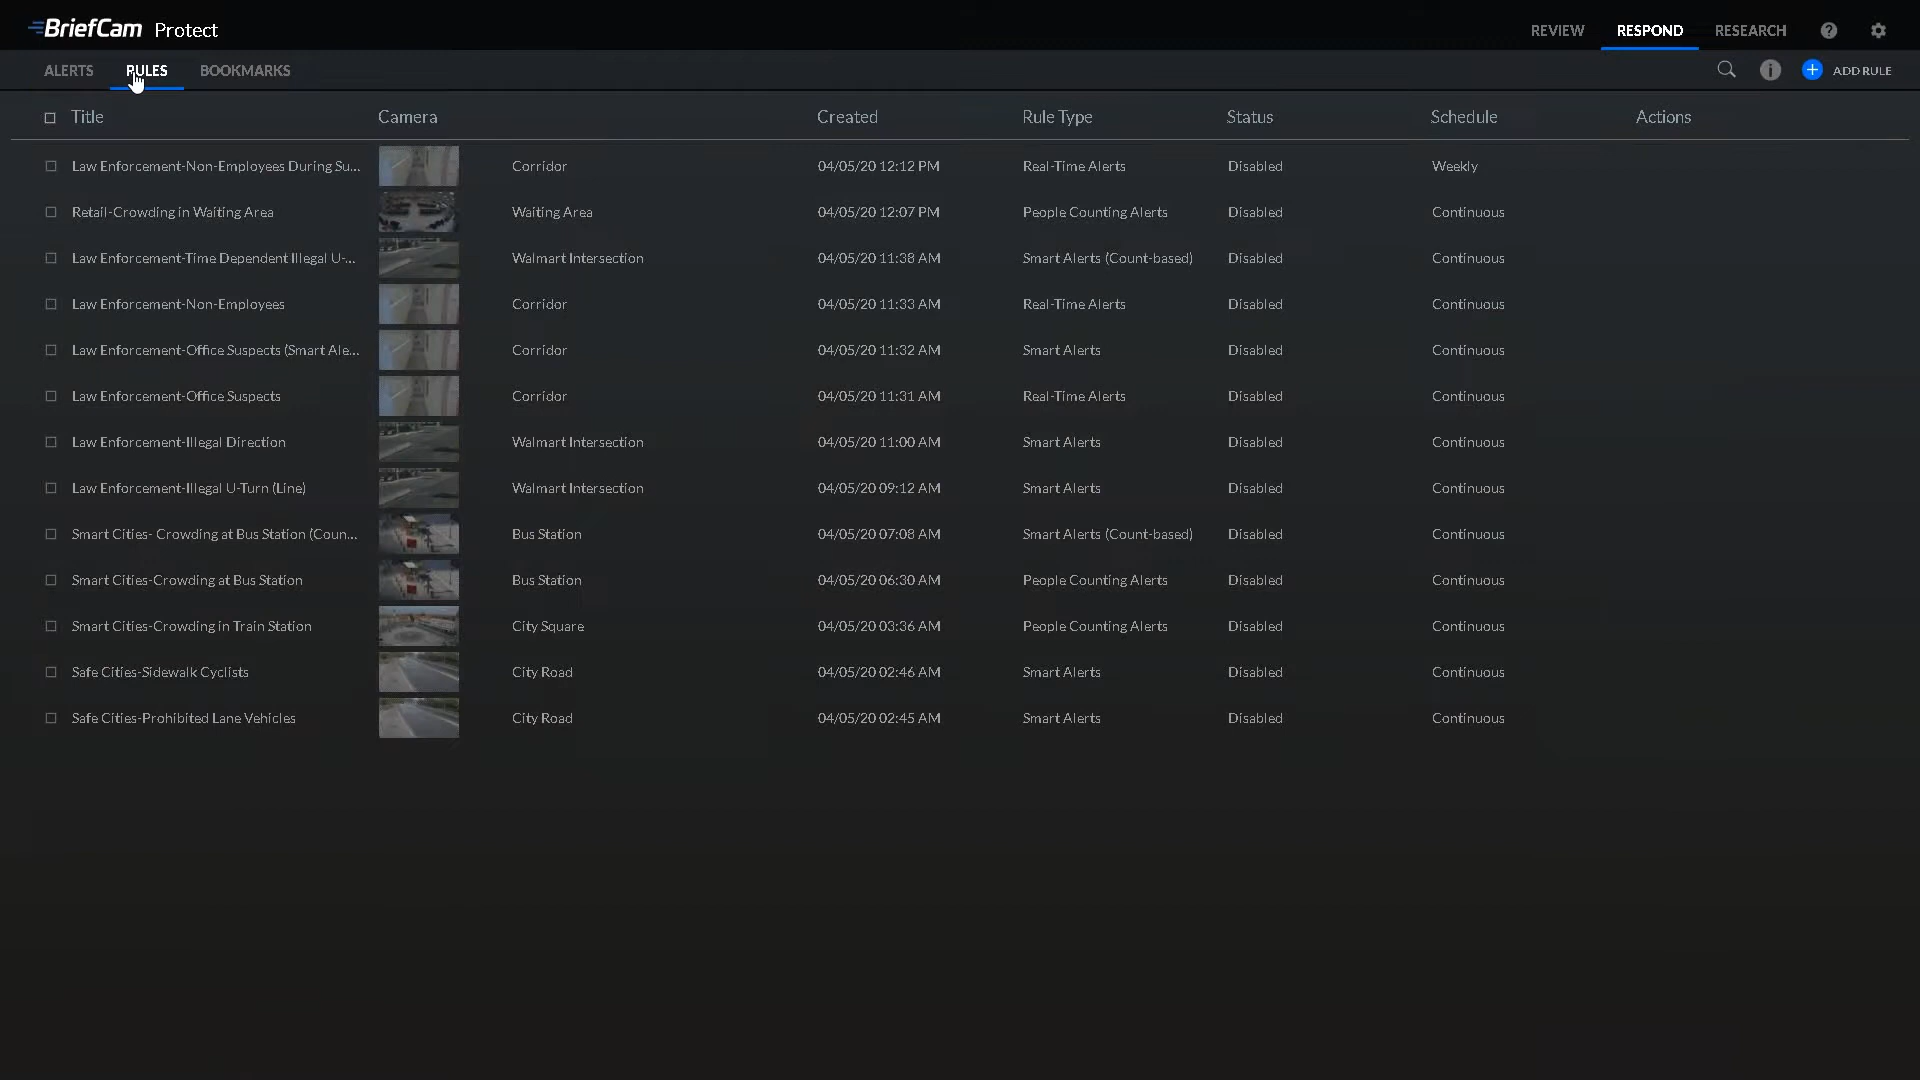 BriefCam Protect
REVIEW RESPOND RESEARCH ? 
ALERTS RULES BOOKMARKS i + ADD RULE
Title Camera Created Rule Type Status Schedule Actions
Law Enforcement-Non-Employees During Su... Corridor 04/05/20 12:12 PM Real-Time Alerts Disabled Weekly
Retail-Crowding in Waiting Area Waiting Area 04/05/20 12:07 PM People Counting Alerts Disabled Continuous
Law Enforcement-Time Dependent Illegal U-... Walmart Intersection 04/05/20 11:38 AM Smart Alerts (Count-based) Disabled Continuous
Law Enforcement-Non-Employees Corridor 04/05/20 11:33 AM Real-Time Alerts Disabled Continuous
Law Enforcement-Office Suspects (Smart Ale... Corridor 04/05/20 11:32 AM Smart Alerts Disabled Continuous
Law Enforcement-Office Suspects Corridor 04/05/20 11:31 AM Real-Time Alerts Disabled Continuous
Law Enforcement-Illegal Direction Walmart Intersection 04/05/20 11:00 AM Smart Alerts Disabled Continuous
Law Enforcement-Illegal U-Turn (Line) Walmart Intersection 04/05/20 09:12 AM Smart Alerts Disabled Continuous
Smart Cities- Crowding at Bus Station (Coun... Bus Station 04/05/20 07:08 AM Smart Alerts (Count-based) Disabled Continuous
Smart Cities-Crowding at Bus Station Bus Station 04/05/20 06:30 AM People Counting Alerts Disabled Continuous
Smart Cities-Crowding in Train Station City Square 04/05/20 03:36 AM People Counting Alerts Disabled Continuous
Safe Cities-Sidewalk Cyclists City Road 04/05/20 02:46 AM Smart Alerts Disabled Continuous
Safe Cities-Prohibited Lane Vehicles City Road 04/05/20 02:45 AM Smart Alerts Disabled Continuous